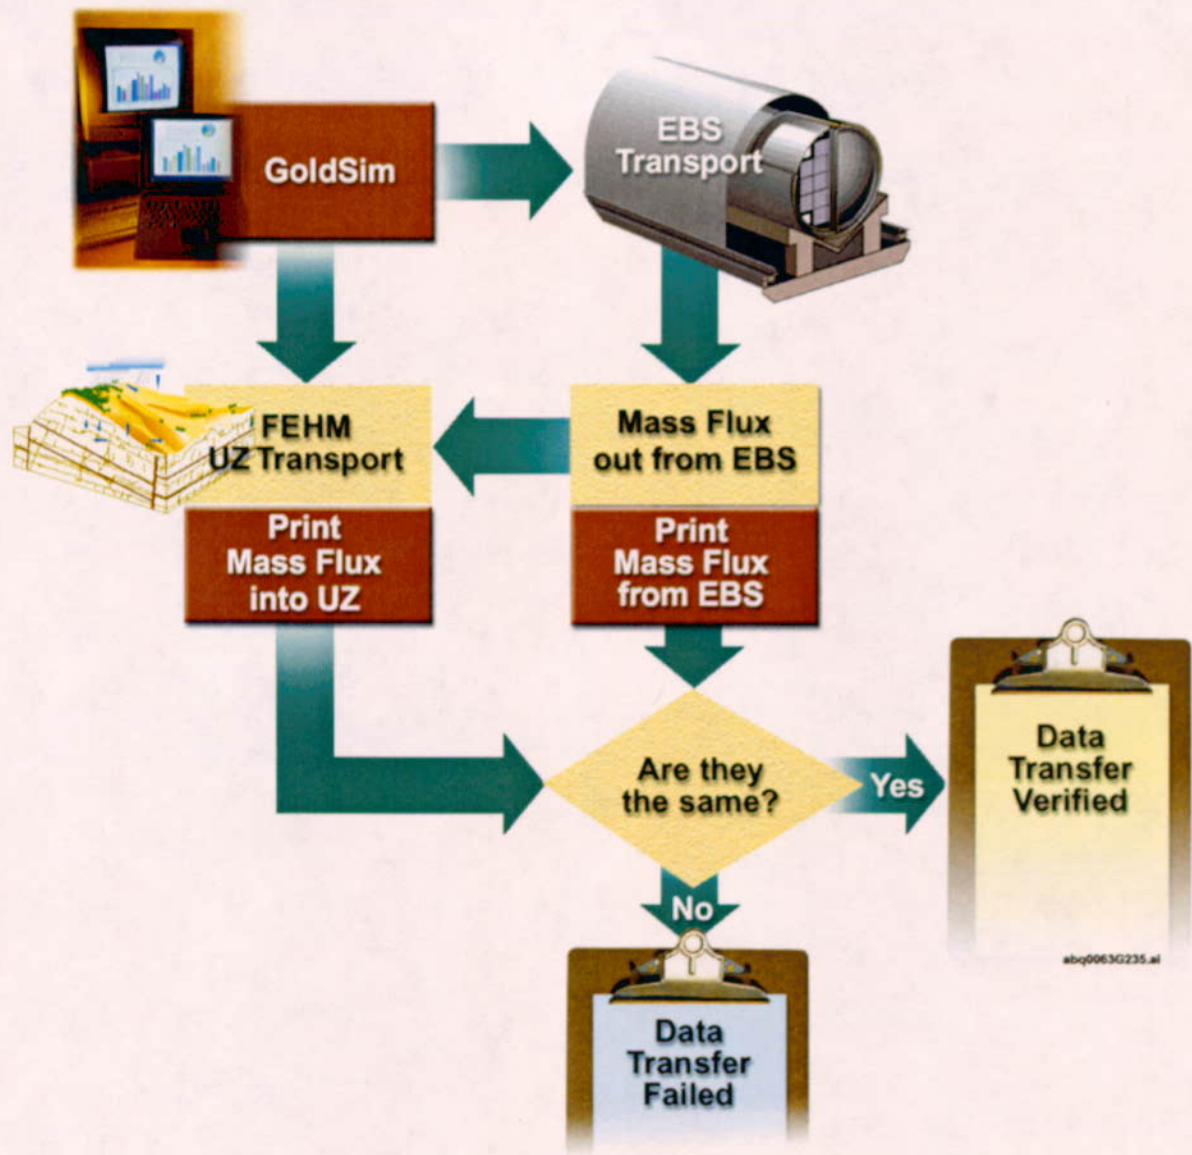 GoldSim
EBS
Transport
FEHM
UZ Transport
Mass Flux
out from EBS
Print
Mass Flux
into UZ
Print
Mass Flux
from EBS
Are they
the same?
Yes
Data
Transfer
Verified
abq0063G235.ai
No
Data
Transfer
Failed